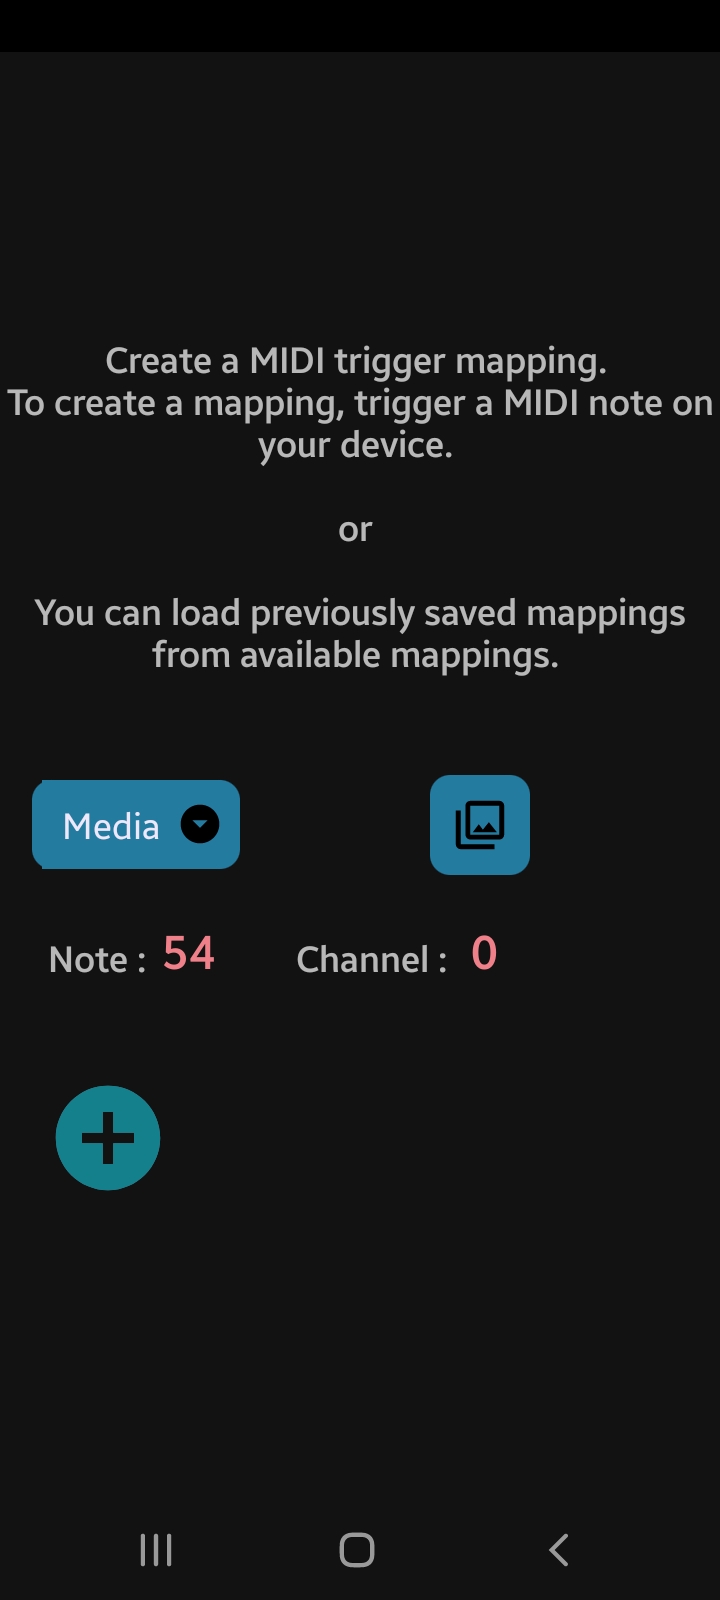 Create a MIDI trigger mapping.
To create a mapping, trigger a MIDI note on
your device.
or
You can load previously saved mappings
from available mappings.
Media
Note : 54 Channel : 0